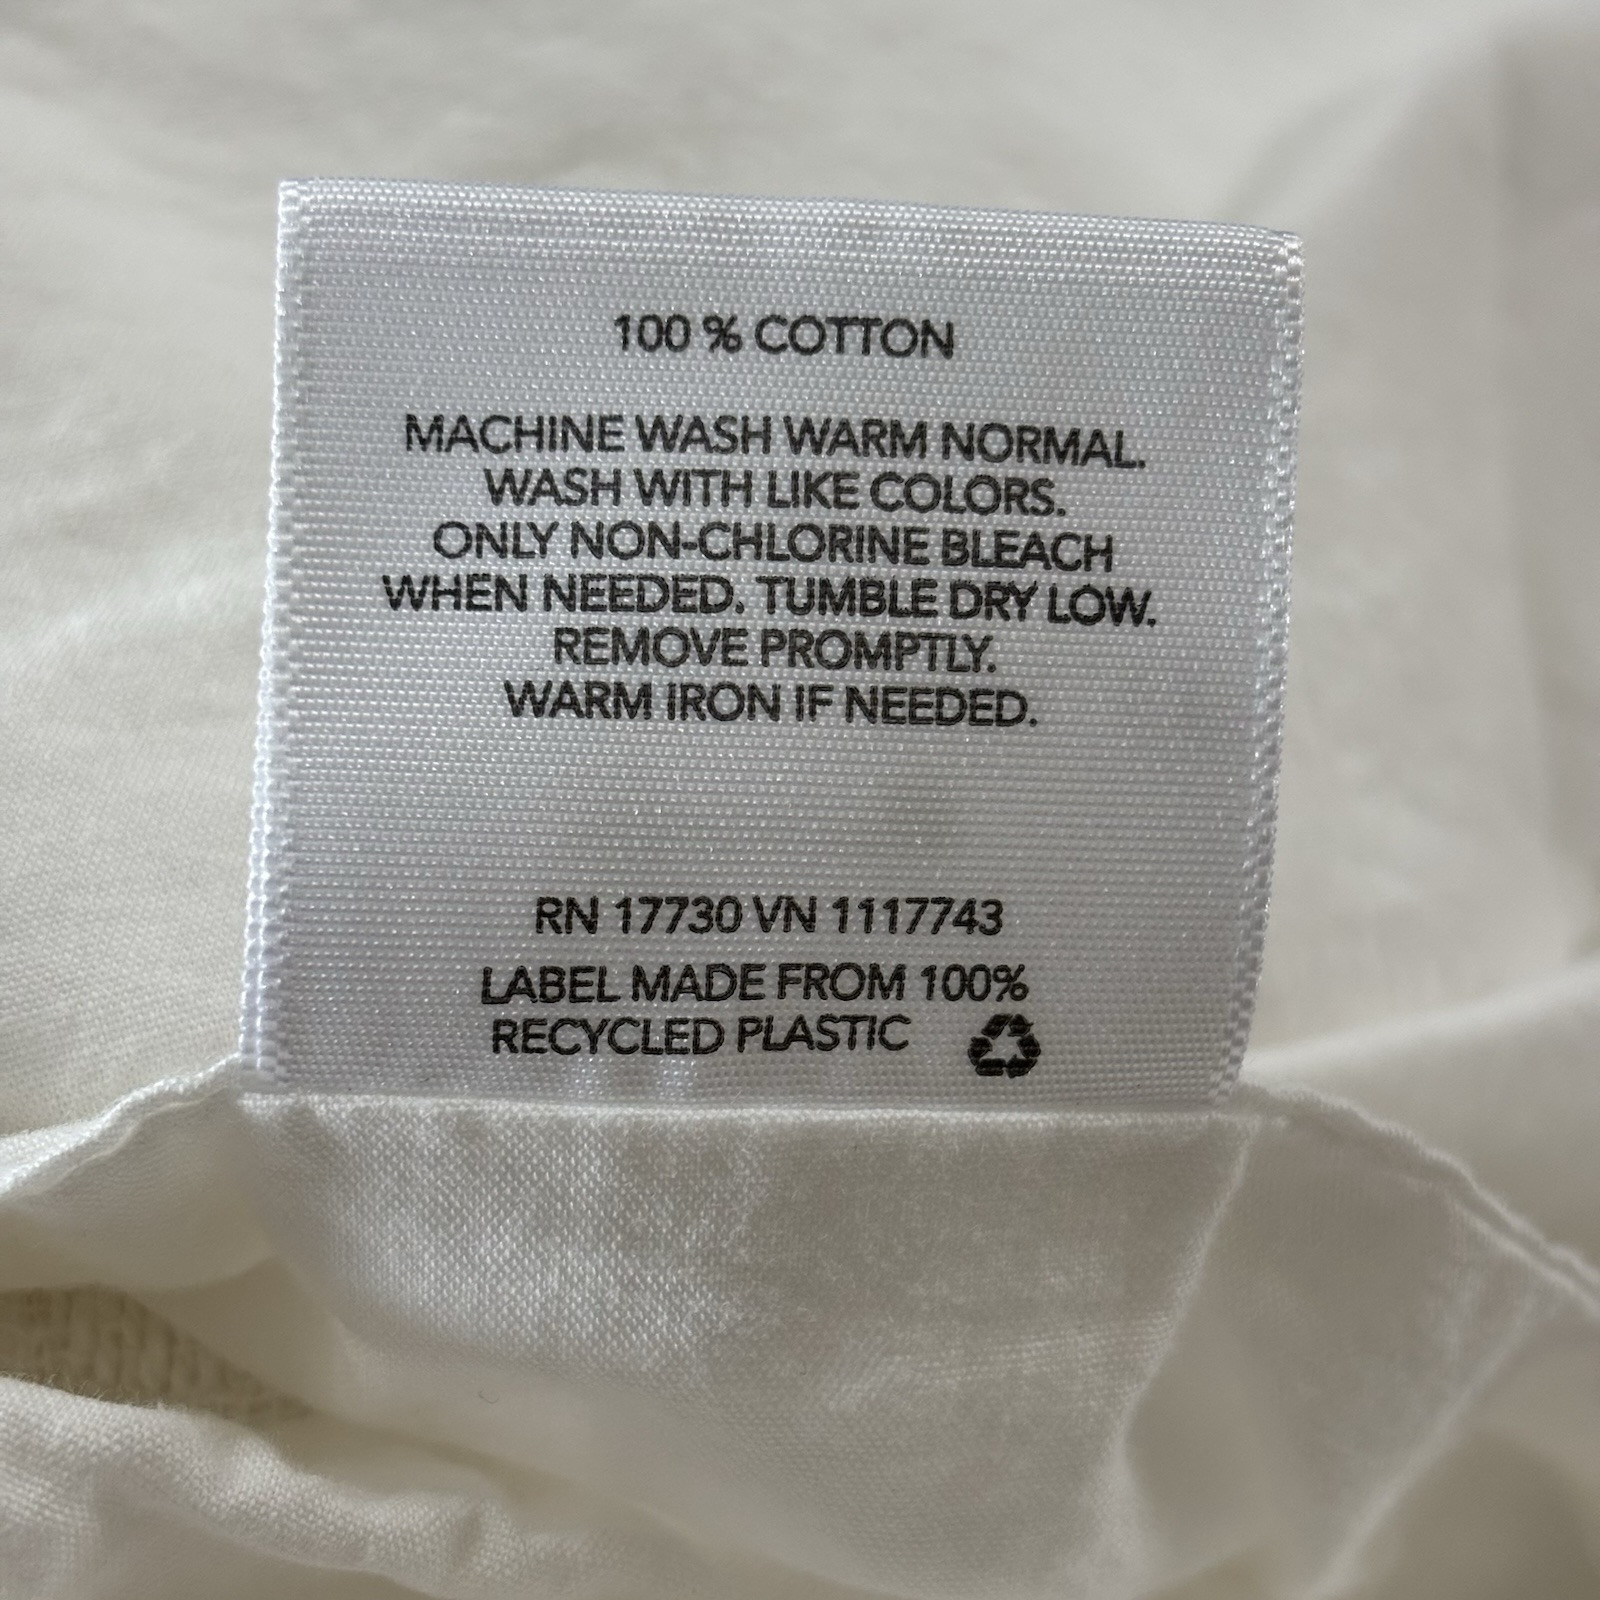 100 % COTTON
MACHINE WASH WARM NORMAL.
WASH WITH LIKE COLORS.
ONLY NON-CHLORINE BLEACH
WHEN NEEDED. TUMBLE DRY LOW.
REMOVE PROMPTLY.
WARM IRON IF NEEDED.
RN 17730 VN 1117743
LABEL MADE FROM 100%
RECYCLED PLASTIC